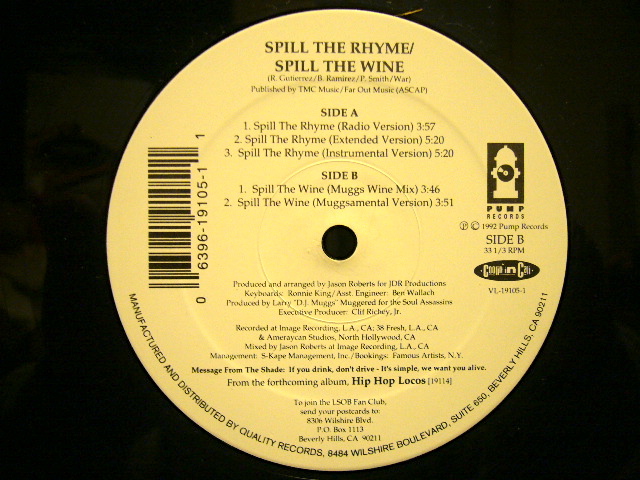 SPILL THE RHYME/
SPILL THE WINE
(R. Gutierrez/B. Ramirez/P. Smith/War)
Published by TMC Music/Far Out Music (ASCAP)
SIDE A
1. Spill The Rhyme (Radio Version) 3:57
2. Spill The Rhyme (Extended Version) 5:20
3. Spill The Rhyme (Instrumental Version) 5:20
SIDE B
1. Spill The Wine (Muggs Wine Mix) 3:46
2. Spill The Wine (Muggsamental Version) 3:51
0 6396-19105-1 1
PUMP
RECORDS
℗ © 1992 Pump Records
SIDE B
33 1/3 RPM
VL-19105-1
Produced and arranged by Jason Roberts for JDR Productions
Keyboards: Ronnie King/Asst. Engineer: Ben Wallach
Produced by Larry "D.J. Muggs" Muggered for the Soul Assassins
Executive Producer: Clif Richey, Jr.
Recorded at Image Recording, L.A., CA; 38 Fresh, L.A., CA
& Ameraycan Studios, North Hollywood, CA
Mixed by Jason Roberts at Image Recording, L.A., CA
Management: S-Kape Management, Inc./Bookings: Famous Artists, N.Y.
Message From The Shade: If you drink, don't drive - It's simple, we want you alive.
From the forthcoming album, Hip Hop Locos [19114]
To join the LSOB Fan Club,
send your postcards to:
8306 Wilshire Blvd.
P.O. Box 1113
Beverly Hills, CA 90211
MANUFACTURED AND DISTRIBUTED BY QUALITY RECORDS, 8484 WILSHIRE BOULEVARD, SUITE 650, BEVERLY HILLS, CA 90211